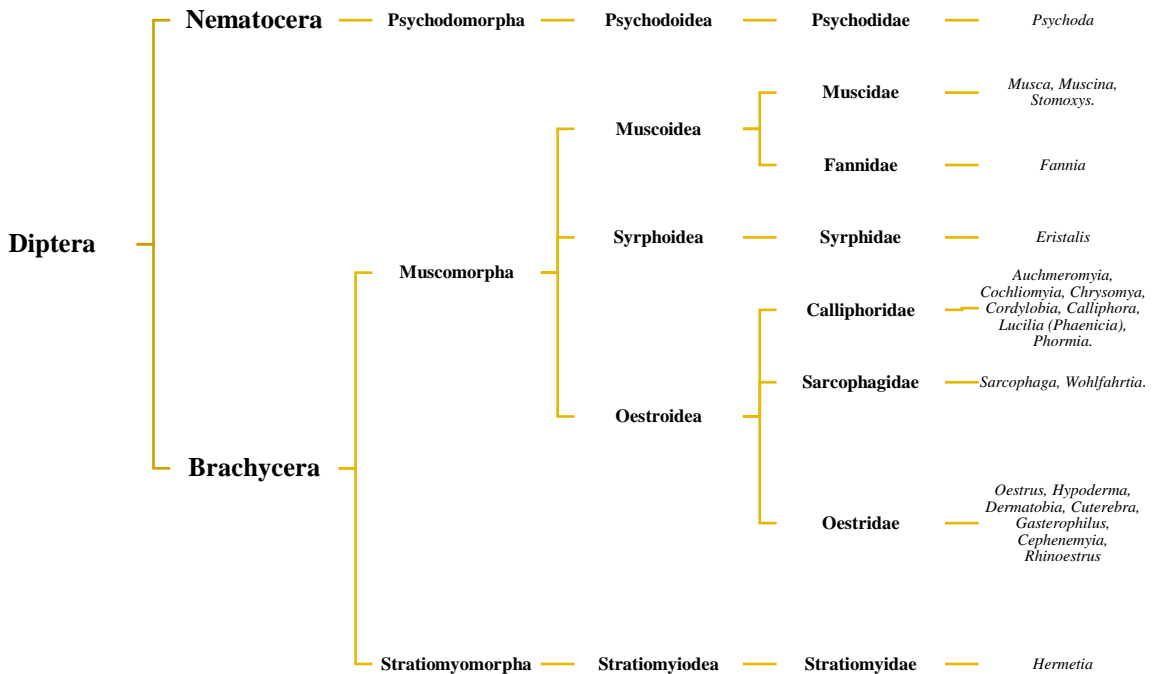 Nematocera
Psychodomorpha
Psychodoidea
Psychodidae
Psychoda
Muscoidea
Muscidae
Musca, Muscina,
Stomoxys.
Fannidae
Fannia
Diptera
Muscomorpha
Syrphoidea
Syrphidae
Eristalis
Calliphoridae
Auchmeromyia,
Cochliomyia, Chrysomya,
Cordylobia, Calliphora,
Lucilia (Phaenicia),
Phormia.
Oestroidea
Sarcophagidae
Sarcophaga, Wohlfahrtia.
Brachycera
Oestridae
Oestrus, Hypoderma,
Dermatobia, Cuterebra,
Gasterophilus,
Cephenemyia,
Rhinoestrus
Stratiomyomorpha
Stratiomyiodea
Stratiomyidae
Hermetia